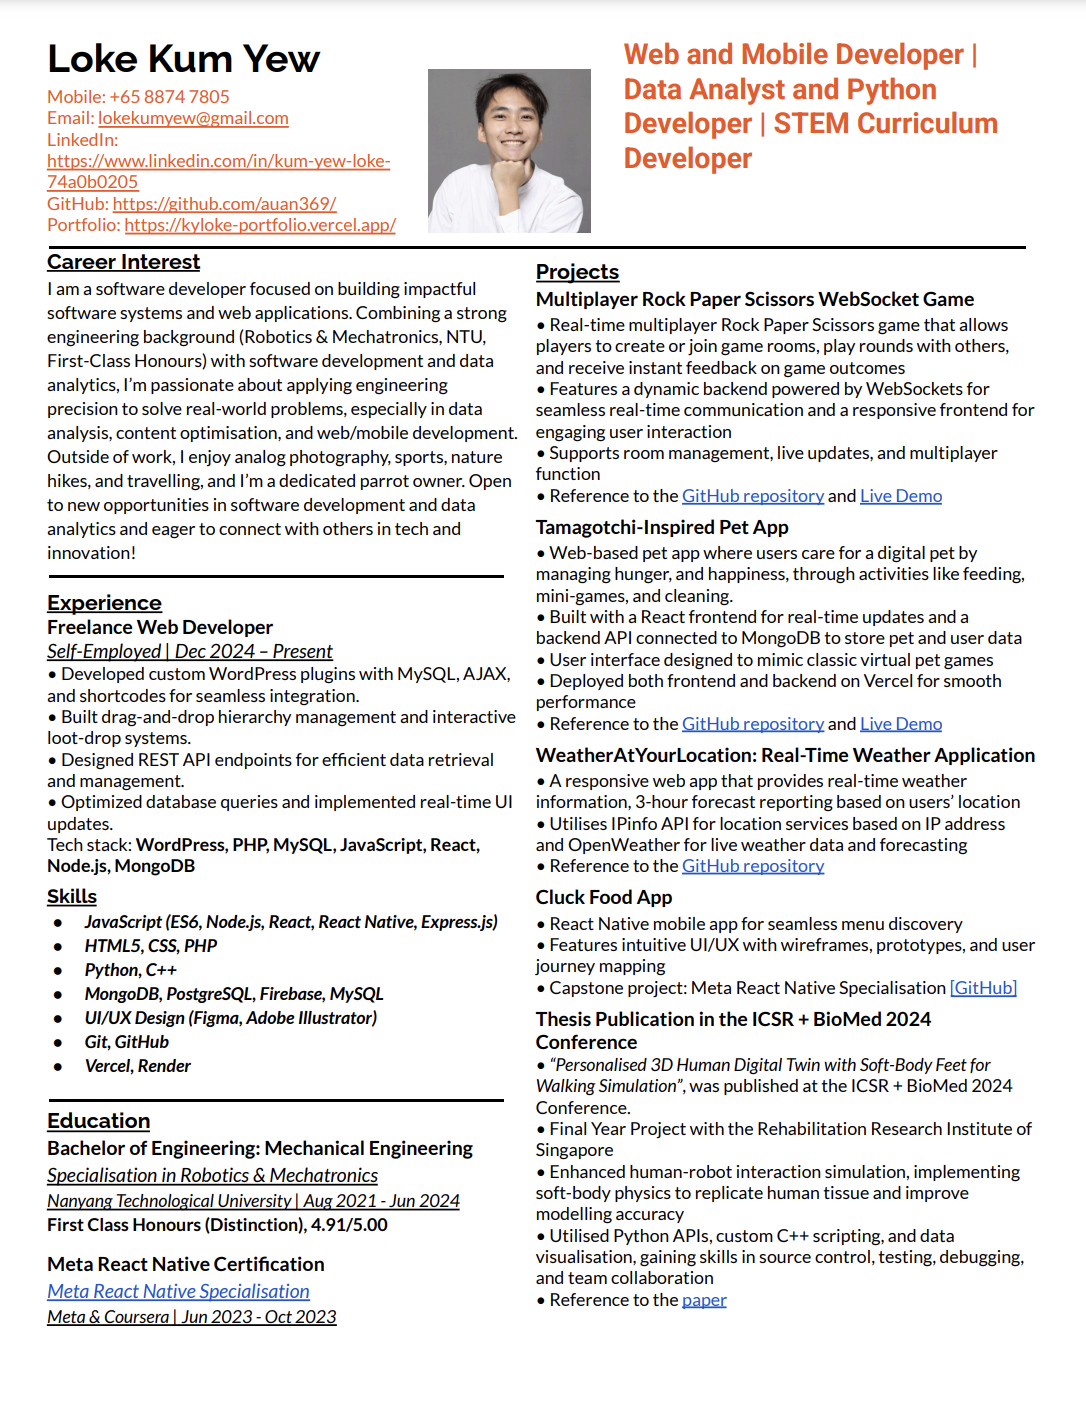 Loke Kum Yew
Mobile: +65 8874 7805
Email: lokekumyew@gmail.com
LinkedIn:
https://www.linkedin.com/in/kum-yew-loke-
74a0b0205
GitHub: https://github.com/auan369/
Portfolio: https://kyloke-portfolio.vercel.app/
Web and Mobile Developer |
Data Analyst and Python
Developer | STEM Curriculum
Developer
Career Interest
I am a software developer focused on building impactful
software systems and web applications. Combining a strong
engineering background (Robotics & Mechatronics, NTU,
First-Class Honours) with software development and data
analytics, I’m passionate about applying engineering
precision to solve real-world problems, especially in data
analysis, content optimisation, and web/mobile development.
Outside of work, I enjoy analog photography, sports, nature
hikes, and travelling, and I’m a dedicated parrot owner. Open
to new opportunities in software development and data
analytics and eager to connect with others in tech and
innovation!
Experience
Freelance Web Developer
Self-Employed | Dec 2024 – Present
• Developed custom WordPress plugins with MySQL, AJAX,
and shortcodes for seamless integration.
• Built drag-and-drop hierarchy management and interactive
loot-drop systems.
• Designed REST API endpoints for efficient data retrieval
and management.
• Optimized database queries and implemented real-time UI
updates.
Tech stack: WordPress, PHP, MySQL, JavaScript, React,
Node.js, MongoDB
Skills
● JavaScript (ES6, Node.js, React, React Native, Express.js)
● HTML5, CSS, PHP
● Python, C++
● MongoDB, PostgreSQL, Firebase, MySQL
● UI/UX Design (Figma, Adobe Illustrator)
● Git, GitHub
● Vercel, Render
Education
Bachelor of Engineering: Mechanical Engineering
Specialisation in Robotics & Mechatronics
Nanyang Technological University | Aug 2021 - Jun 2024
First Class Honours (Distinction), 4.91/5.00
Meta React Native Certification
Meta React Native Specialisation
Meta & Coursera | Jun 2023 - Oct 2023
Projects
Multiplayer Rock Paper Scissors WebSocket Game
• Real-time multiplayer Rock Paper Scissors game that allows
players to create or join game rooms, play rounds with others,
and receive instant feedback on game outcomes
• Features a dynamic backend powered by WebSockets for
seamless real-time communication and a responsive frontend for
engaging user interaction
• Supports room management, live updates, and multiplayer
function
• Reference to the GitHub repository and Live Demo
Tamagotchi-Inspired Pet App
• Web-based pet app where users care for a digital pet by
managing hunger, and happiness, through activities like feeding,
mini-games, and cleaning.
• Built with a React frontend for real-time updates and a
backend API connected to MongoDB to store pet and user data
• User interface designed to mimic classic virtual pet games
• Deployed both frontend and backend on Vercel for smooth
performance
• Reference to the GitHub repository and Live Demo
WeatherAtYourLocation: Real-Time Weather Application
• A responsive web app that provides real-time weather
information, 3-hour forecast reporting based on users’ location
• Utilises IPinfo API for location services based on IP address
and OpenWeather for live weather data and forecasting
• Reference to the GitHub repository
Cluck Food App
• React Native mobile app for seamless menu discovery
• Features intuitive UI/UX with wireframes, prototypes, and user
journey mapping
• Capstone project: Meta React Native Specialisation [GitHub]
Thesis Publication in the ICSR + BioMed 2024
Conference
• “Personalised 3D Human Digital Twin with Soft-Body Feet for
Walking Simulation”, was published at the ICSR + BioMed 2024
Conference.
• Final Year Project with the Rehabilitation Research Institute of
Singapore
• Enhanced human-robot interaction simulation, implementing
soft-body physics to replicate human tissue and improve
modelling accuracy
• Utilised Python APIs, custom C++ scripting, and data
visualisation, gaining skills in source control, testing, debugging,
and team collaboration
• Reference to the paper